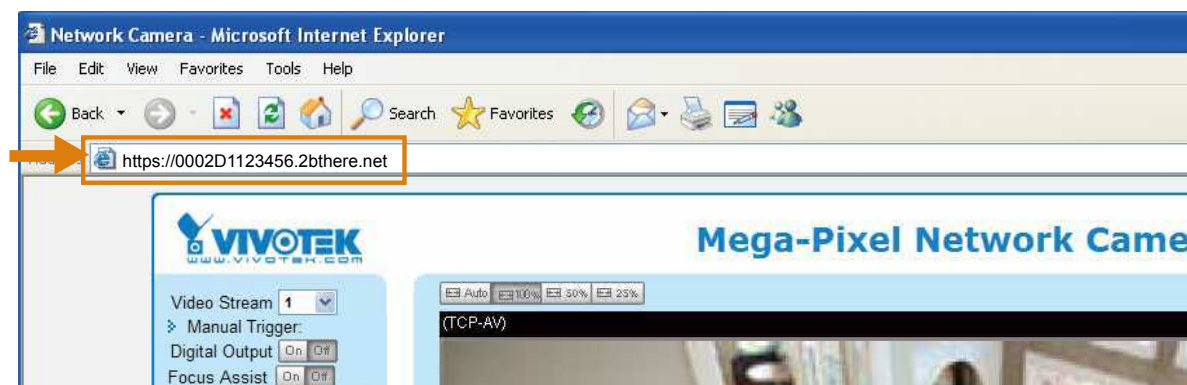 Network Camera - Microsoft Internet Explorer
File Edit View Favorites Tools Help
Back Search Favorites
https://0002D1123456.2bthere.net
VIVOTEK
www.vivotek.com
Mega-Pixel Network Came
Auto 100% 50% 25%
Video Stream 1
(TCP-AV)
Manual Trigger:
Digital Output On Off
Focus Assist On Off